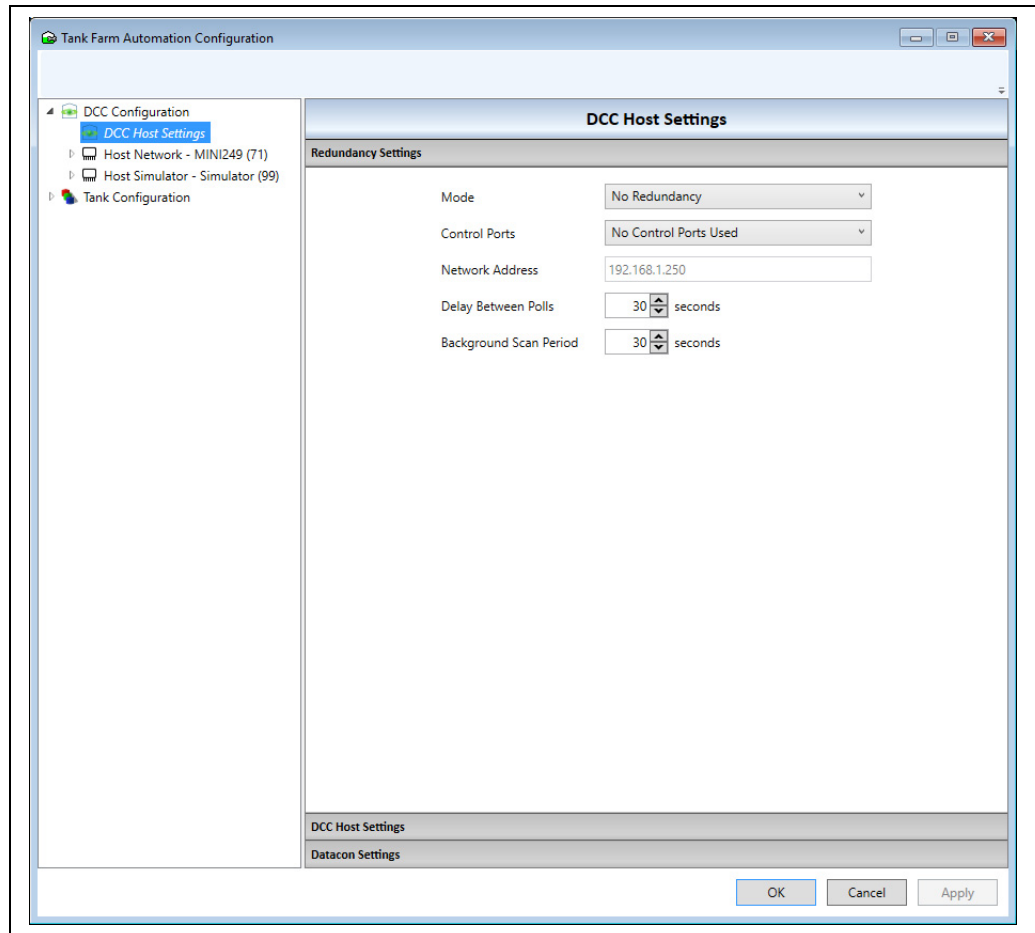 Tank Farm Automation Configuration
DCC Configuration
DCC Host Settings
Host Network - MINI249 (71)
Host Simulator - Simulator (99)
Tank Configuration
DCC Host Settings
Redundancy Settings
Mode No Redundancy
Control Ports No Control Ports Used
Network Address 192.168.1.250
Delay Between Polls 30 seconds
Background Scan Period 30 seconds
DCC Host Settings
Datacon Settings
OK Cancel Apply